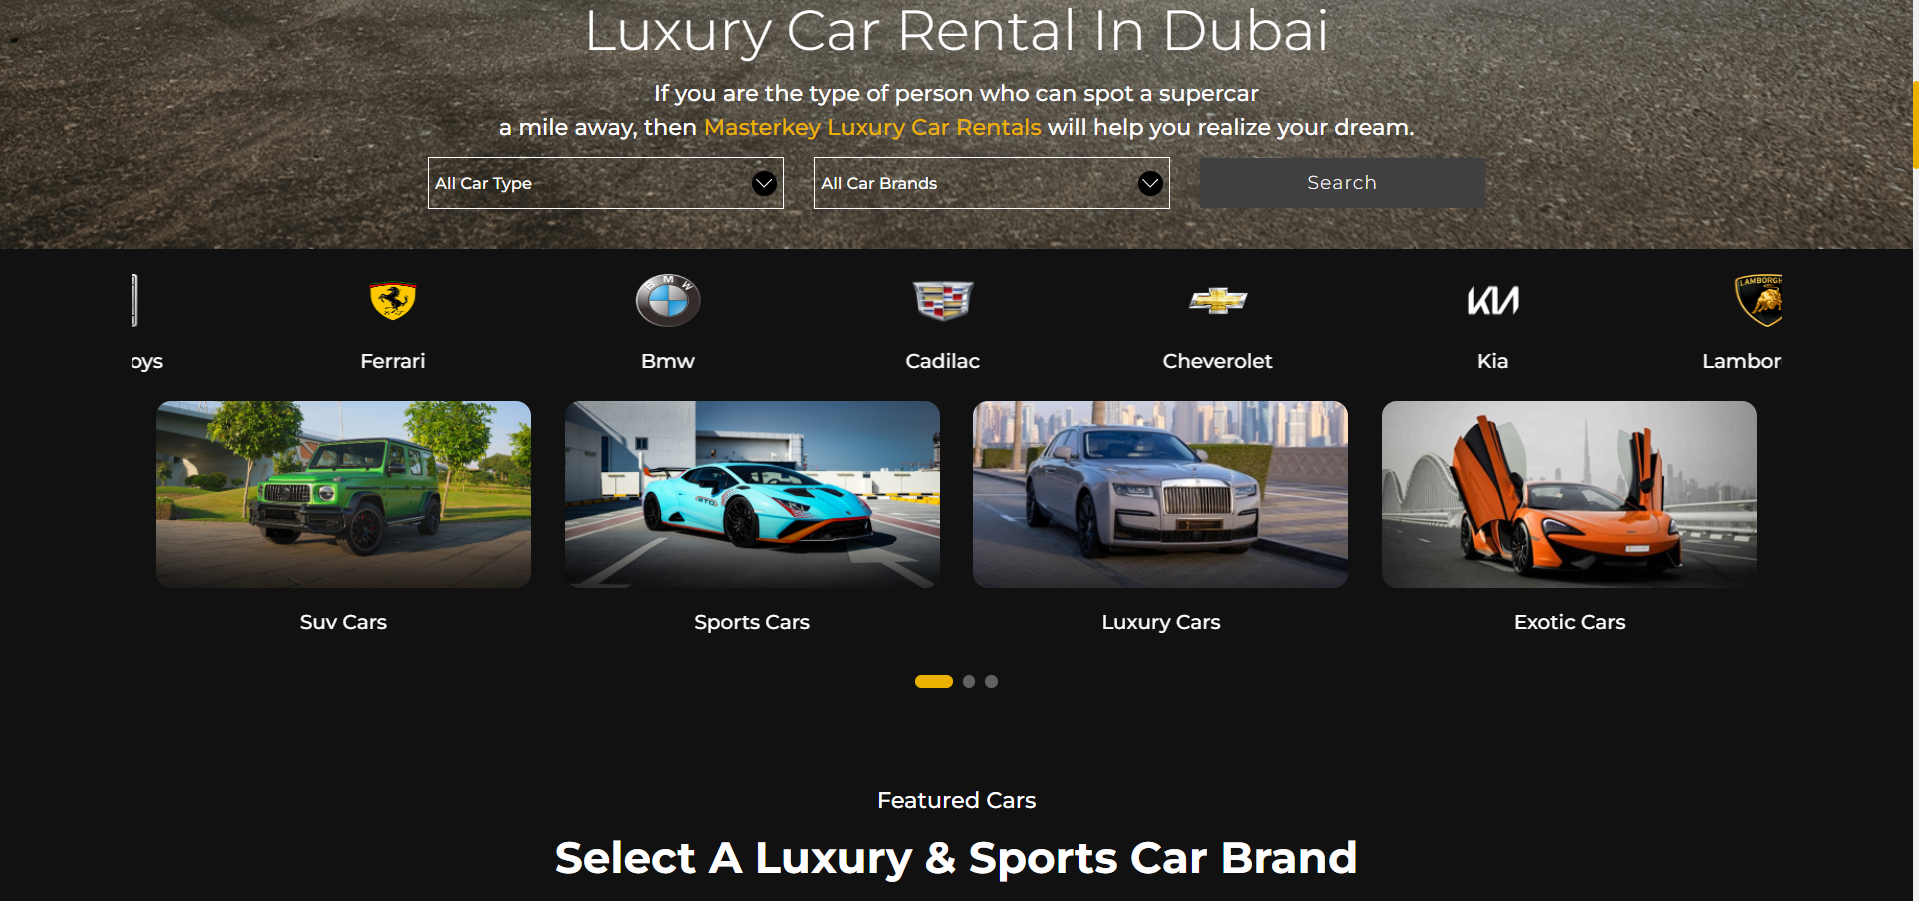 Luxury Car Rental In Dubai
If you are the type of person who can spot a supercar
a mile away, then Masterkey Luxury Car Rentals will help you realize your dream.
All Car Type
All Car Brands
Search
BMW
LAMBORGH
oys
Ferrari
Bmw
Cadilac
Cheverolet
Kia
Lambor
Suv Cars
Sports Cars
Luxury Cars
Exotic Cars
Featured Cars
Select A Luxury & Sports Car Brand